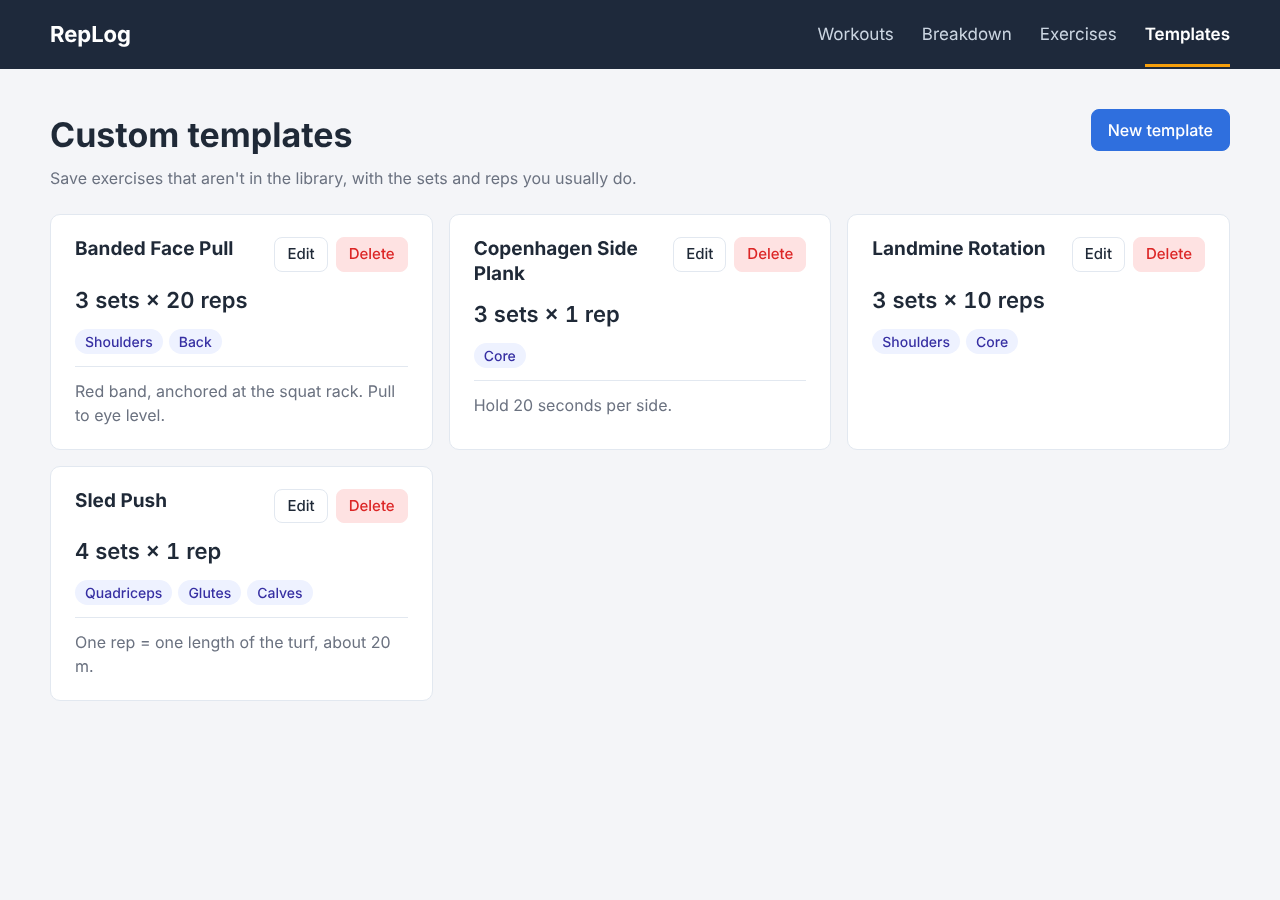 RepLog
Workouts Breakdown Exercises Templates
Custom templates
New template
Save exercises that aren't in the library, with the sets and reps you usually do.
Banded Face Pull
Edit Delete
3 sets × 20 reps
Shoulders Back
Red band, anchored at the squat rack. Pull
to eye level.
Copenhagen Side
Plank
Edit Delete
3 sets × 1 rep
Core
Hold 20 seconds per side.
Landmine Rotation
Edit Delete
3 sets × 10 reps
Shoulders Core
Sled Push
Edit Delete
4 sets × 1 rep
Quadriceps Glutes Calves
One rep = one length of the turf, about 20
m.